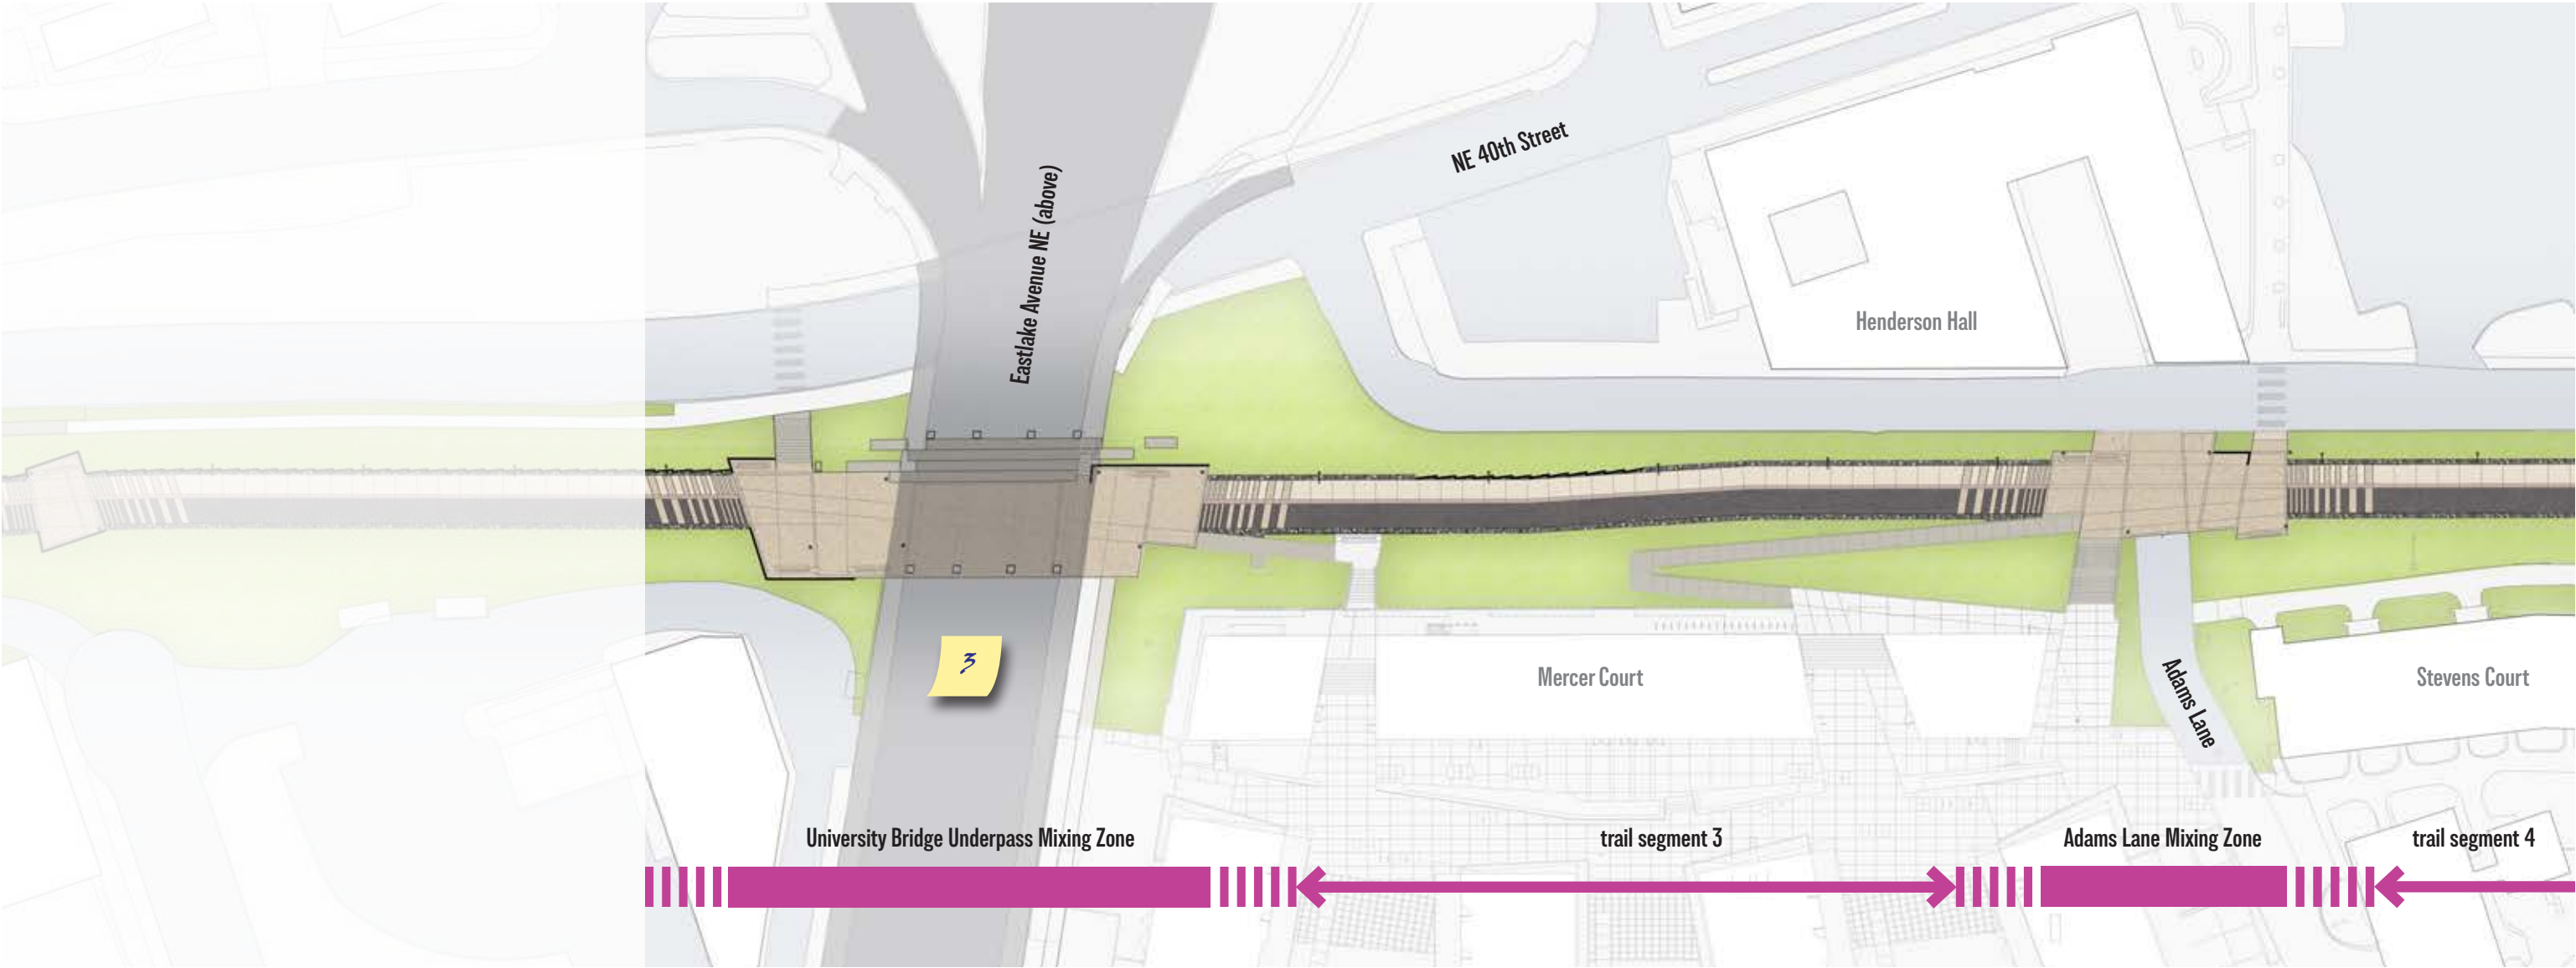 NE 40th Street
Eastlake Avenue NE (above)
Henderson Hall
3
Mercer Court
Stevens Court
Adams Lane
University Bridge Underpass Mixing Zone
trail segment 3
Adams Lane Mixing Zone
trail segment 4